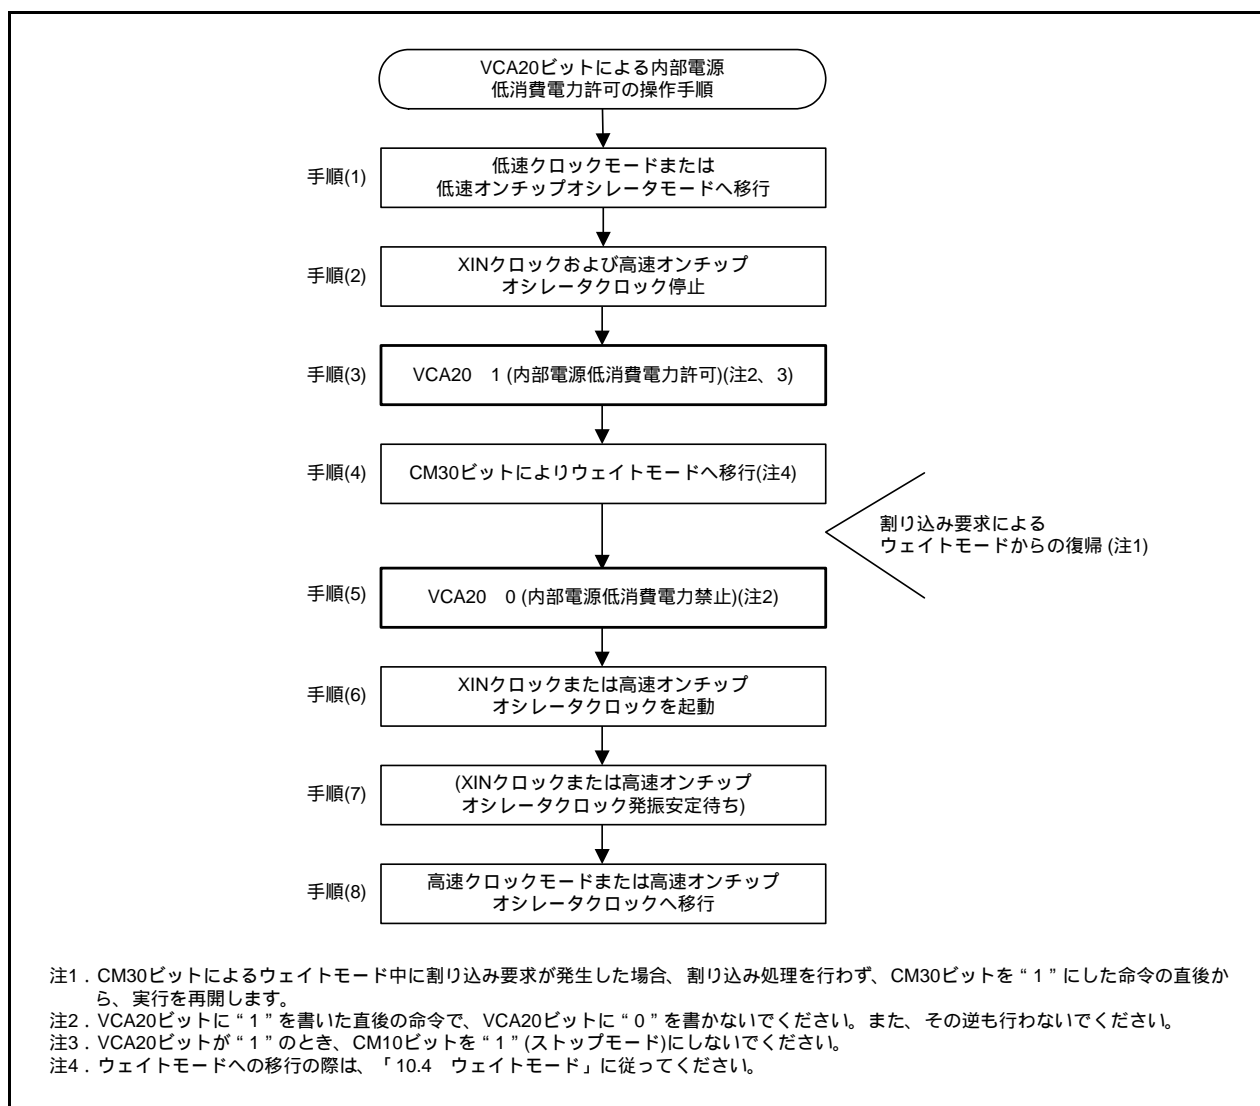 VCA20ビットによる内部電源
低消費電力許可の操作手順
手順(1)
低速クロックモードまたは
低速オンチップオシレータモードへ移行
手順(2)
XINクロックおよび高速オンチップ
オシレータクロック停止
手順(3)
VCA20　1 (内部電源低消費電力許可)(注2、3)
手順(4)
CM30ビットによりウェイトモードへ移行(注4)
割り込み要求による
ウェイトモードからの復帰 (注1)
手順(5)
VCA20　0 (内部電源低消費電力禁止)(注2)
手順(6)
XINクロックまたは高速オンチップ
オシレータクロックを起動
手順(7)
(XINクロックまたは高速オンチップ
オシレータクロック発振安定待ち)
手順(8)
高速クロックモードまたは高速オンチップ
オシレータクロックへ移行
注1．CM30ビットによるウェイトモード中に割り込み要求が発生した場合、割り込み処理を行わず、CM30ビットを“1”にした命令の直後か
ら、実行を再開します。
注2．VCA20ビットに“1”を書いた直後の命令で、VCA20ビットに“0”を書かないでください。また、その逆も行わないでください。
注3．VCA20ビットが“1”のとき、CM10ビットを“1”(ストップモード)にしないでください。
注4．ウェイトモードへの移行の際は、「10.4　ウェイトモード」に従ってください。